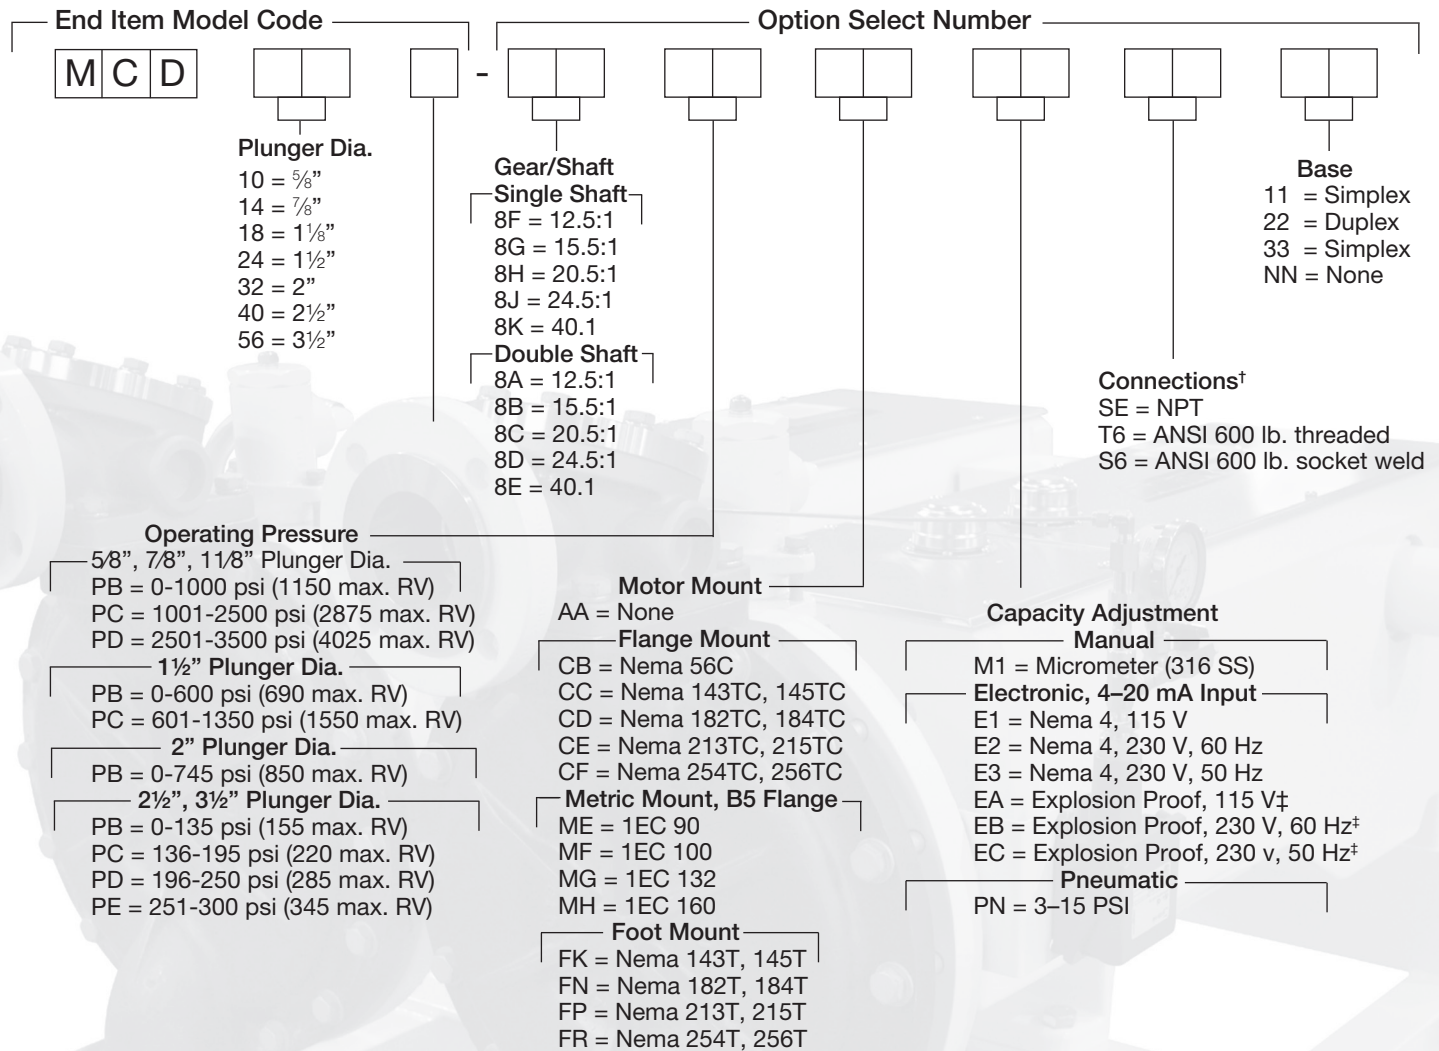 End Item Model Code
Option Select Number
M C D
-
Plunger Dia.
10 = 5⁄8”
14 = 7⁄8”
18 = 11⁄8”
24 = 11⁄2”
32 = 2”
40 = 21⁄2”
56 = 31⁄2”
Gear/Shaft
Single Shaft
8F = 12.5:1
8G = 15.5:1
8H = 20.5:1
8J = 24.5:1
8K = 40.1
Double Shaft
8A = 12.5:1
8B = 15.5:1
8C = 20.5:1
8D = 24.5:1
8E = 40.1
Base
11 = Simplex
22 = Duplex
33 = Simplex
NN = None
Connections†
SE = NPT
T6 = ANSI 600 lb. threaded
S6 = ANSI 600 lb. socket weld
Operating Pressure
5⁄8”, 7⁄8”, 11⁄8” Plunger Dia.
PB = 0-1000 psi (1150 max. RV)
PC = 1001-2500 psi (2875 max. RV)
PD = 2501-3500 psi (4025 max. RV)
1½” Plunger Dia.
PB = 0-600 psi (690 max. RV)
PC = 601-1350 psi (1550 max. RV)
2” Plunger Dia.
PB = 0-745 psi (850 max. RV)
2½”, 3½” Plunger Dia.
PB = 0-135 psi (155 max. RV)
PC = 136-195 psi (220 max. RV)
PD = 196-250 psi (285 max. RV)
PE = 251-300 psi (345 max. RV)
Motor Mount
AA = None
Flange Mount
CB = Nema 56C
CC = Nema 143TC, 145TC
CD = Nema 182TC, 184TC
CE = Nema 213TC, 215TC
CF = Nema 254TC, 256TC
Metric Mount, B5 Flange
ME = 1EC 90
MF = 1EC 100
MG = 1EC 132
MH = 1EC 160
Foot Mount
FK = Nema 143T, 145T
FN = Nema 182T, 184T
FP = Nema 213T, 215T
FR = Nema 254T, 256T
Capacity Adjustment
Manual
M1 = Micrometer (316 SS)
Electronic, 4–20 mA Input
E1 = Nema 4, 115 V
E2 = Nema 4, 230 V, 60 Hz
E3 = Nema 4, 230 V, 50 Hz
EA = Explosion Proof, 115 V‡
EB = Explosion Proof, 230 V, 60 Hz‡
EC = Explosion Proof, 230 v, 50 Hz‡
Pneumatic
PN = 3–15 PSI